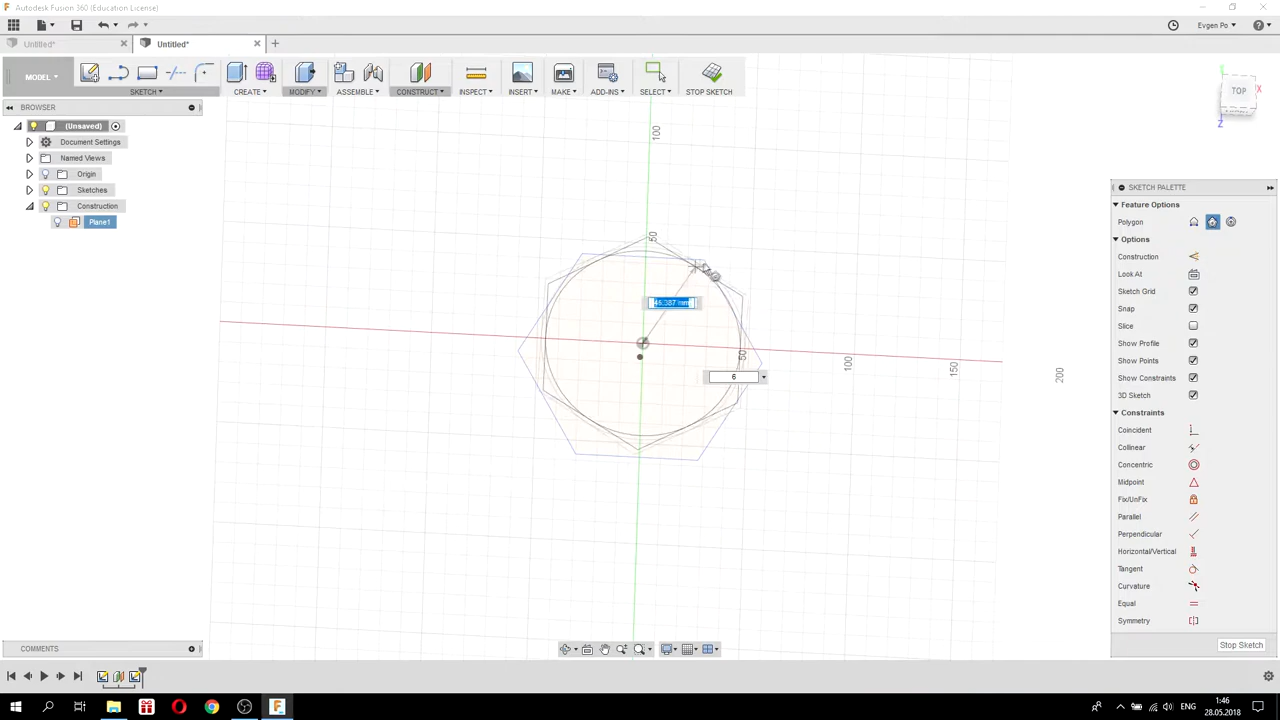 Autodesk Fusion 360 (Education License)
Evgen Po
Untitled*
Untitled*
MODEL
SKETCH
CREATE
MODIFY
ASSEMBLE
CONSTRUCT
INSPECT
INSERT
MAKE
ADD-INS
SELECT
STOP SKETCH
BROWSER
(Unsaved)
Document Settings
Named Views
Origin
Sketches
Construction
Plane1
TOP
X
Z
100
50
50
100
150
200
46.387 mm
6
SKETCH PALETTE
Feature Options
Polygon
Options
Construction
Look At
Sketch Grid
Snap
Slice
Show Profile
Show Points
Show Constraints
3D Sketch
Constraints
Coincident
Collinear
Concentric
Midpoint
Fix/UnFix
Parallel
Perpendicular
Horizontal/Vertical
Tangent
Curvature
Equal
Symmetry
Stop Sketch
COMMENTS
ENG
1:46
28.05.2018